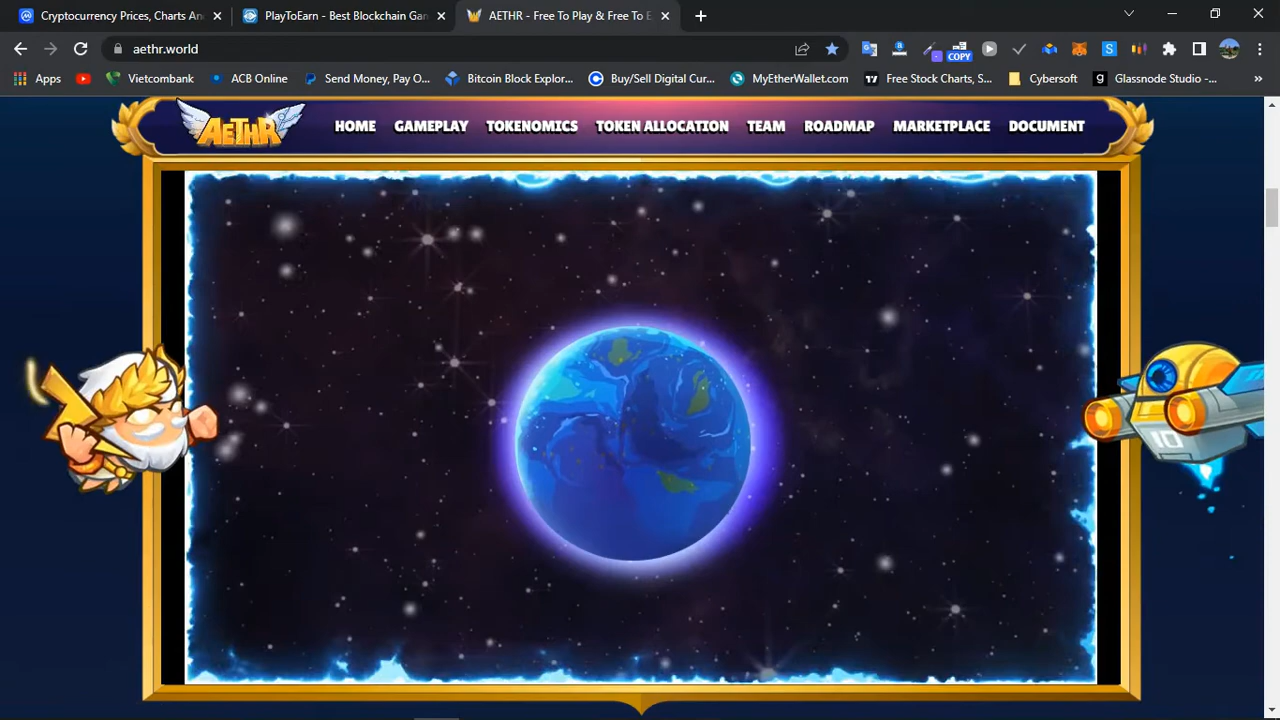 Cryptocurrency Prices, Charts An
PlayToEarn - Best Blockchain Gam
AETHR - Free To Play & Free To E
aethr.world
COPY
Apps
Vietcombank
ACB Online
Send Money, Pay O...
Bitcoin Block Explor...
Buy/Sell Digital Cur...
MyEtherWallet.com
Free Stock Charts, S...
Cybersoft
Glassnode Studio -...
AETHR
HOME
GAMEPLAY
TOKENOMICS
TOKEN ALLOCATION
TEAM
ROADMAP
MARKETPLACE
DOCUMENT
10